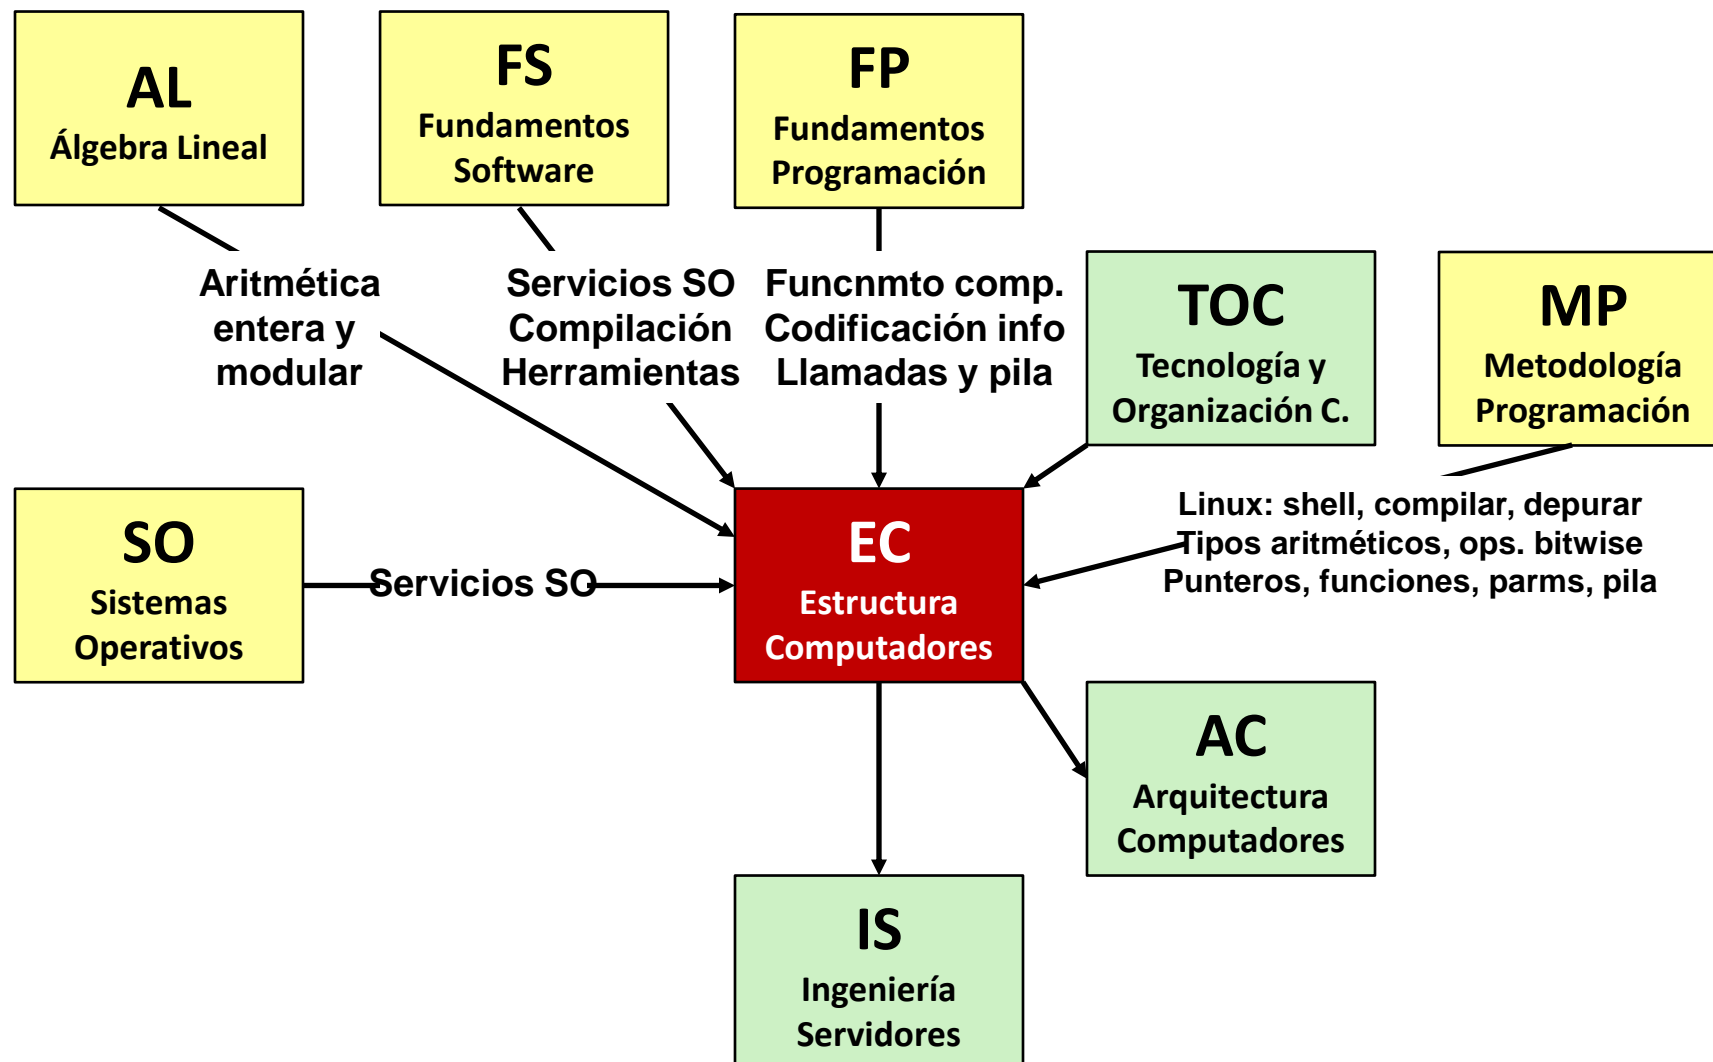 AL
Álgebra Lineal
FS
Fundamentos
Software
FP
Fundamentos
Programación
Aritmética
entera y
modular
Servicios SO
Compilación
Herramientas
Funcnmto comp.
Codificación info
Llamadas y pila
TOC
Tecnología y
Organización C.
MP
Metodología
Programación
SO
Sistemas
Operativos
Servicios SO
EC
Estructura
Computadores
Linux: shell, compilar, depurar
Tipos aritméticos, ops. bitwise
Punteros, funciones, parms, pila
AC
Arquitectura
Computadores
IS
Ingeniería
Servidores